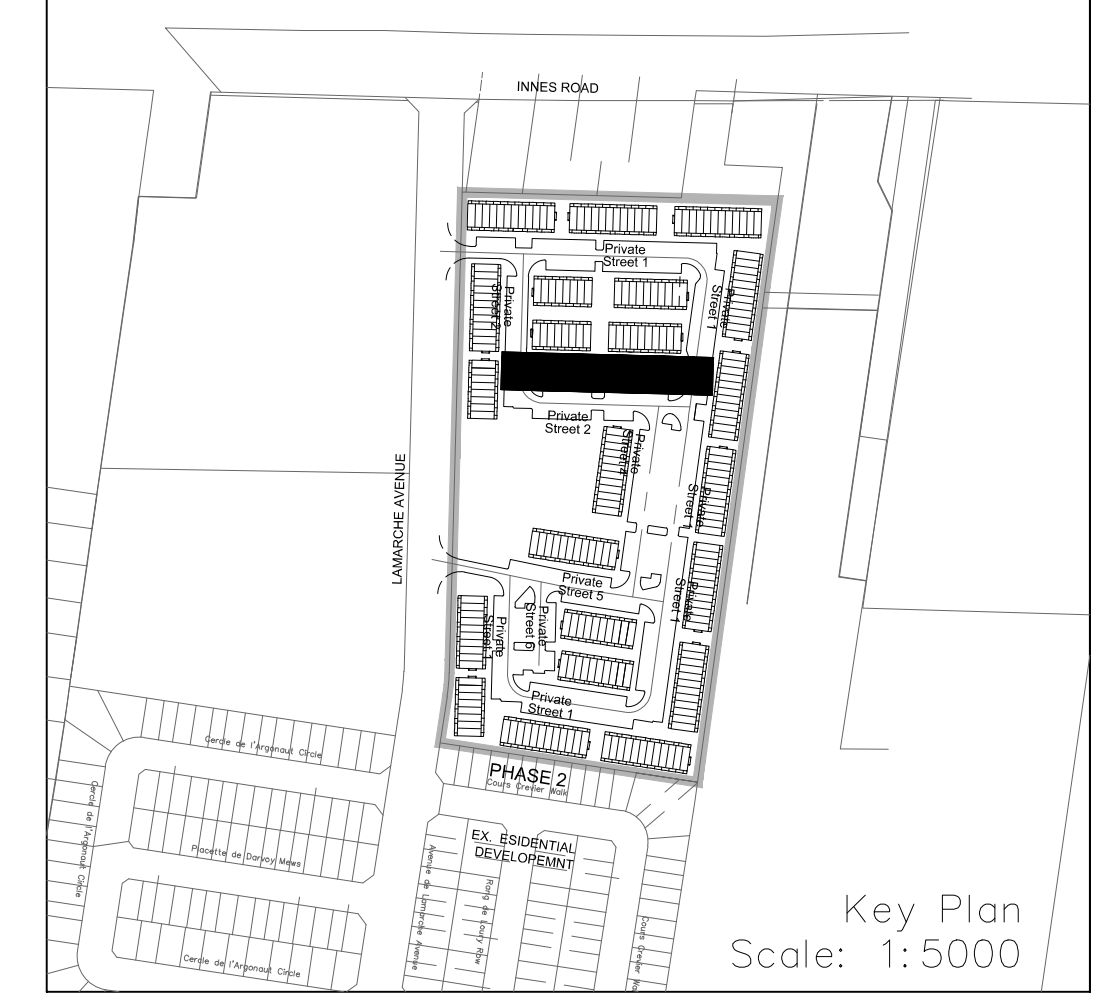 INNES ROAD
Private
Street 1
Private
Street 2
Private
Street 1
Private
Street 2
Private
Street 4
LAMARCHE AVENUE
Private
Street 1
Private
Street 5
Private
Street 1
Private
Street 6
Private
Street 1
Private
Street 1
Cercle de l'Argonaut Circle
PHASE 2
Cours Crevier Walk
Cercle de l'Argonaut Circle
EX. ESIDENTIAL
DEVELOPEMNT
Placette de Darvoy Mews
Avenue de Lamarche Avenue
Rang de Loury Row
Cours Crevier Wa
Cercle de l'Argonaut Circle
Key Plan
Scale: 1:5000